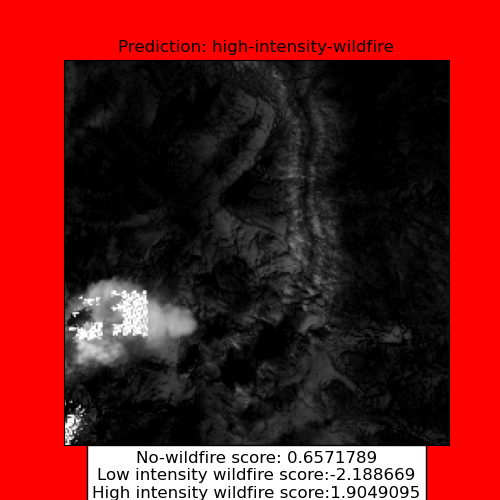 Prediction: high-intensity-wildfire
No-wildfire score: 0.6571789
Low intensity wildfire score:-2.188669
High intensity wildfire score:1.9049095